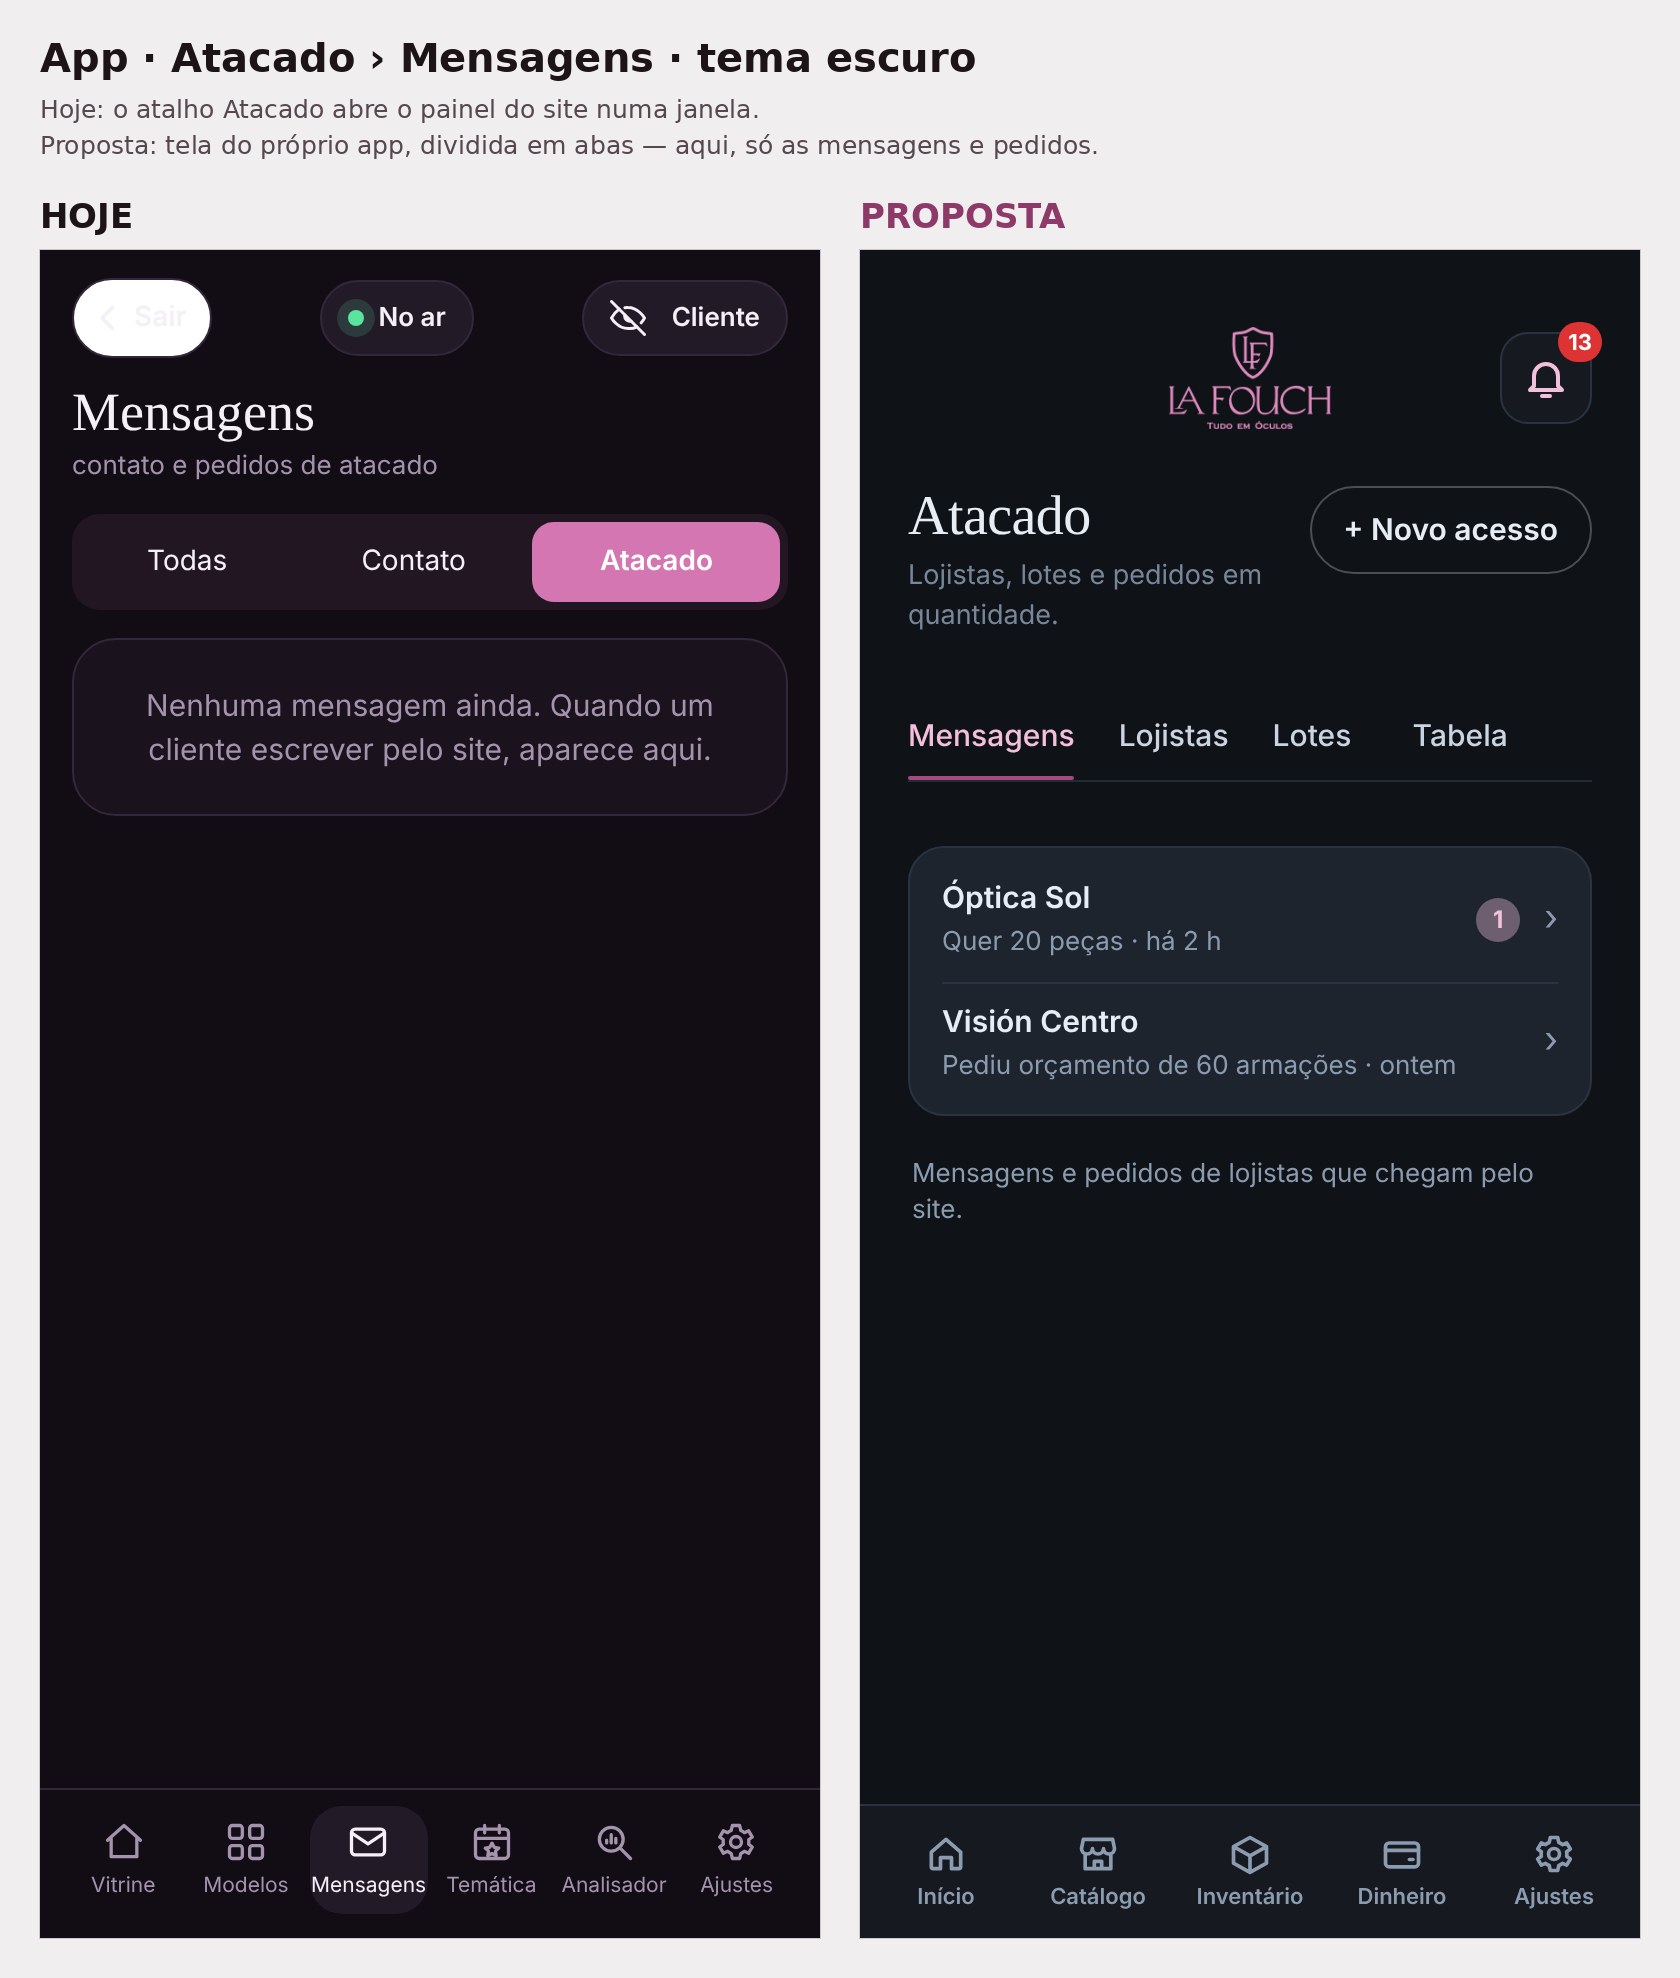 App · Atacado › Mensagens · tema escuro
Hoje: o atalho Atacado abre o painel do site numa janela.
Proposta: tela do próprio app, dividida em abas — aqui, só as mensagens e pedidos.
HOJE
Sair
No ar
Cliente
Mensagens
contato e pedidos de atacado
Todas
Contato
Atacado
Nenhuma mensagem ainda. Quando um
cliente escrever pelo site, aparece aqui.
Vitrine
Modelos
Mensagens
Temática
Analisador
Ajustes
PROPOSTA
LF
LA FOUCH
TUDO EM ÓCULOS
13
Atacado
+ Novo acesso
Lojistas, lotes e pedidos em
quantidade.
Mensagens
Lojistas
Lotes
Tabela
Óptica Sol
Quer 20 peças · há 2 h
1
Visión Centro
Pediu orçamento de 60 armações · ontem
Mensagens e pedidos de lojistas que chegam pelo
site.
Início
Catálogo
Inventário
Dinheiro
Ajustes